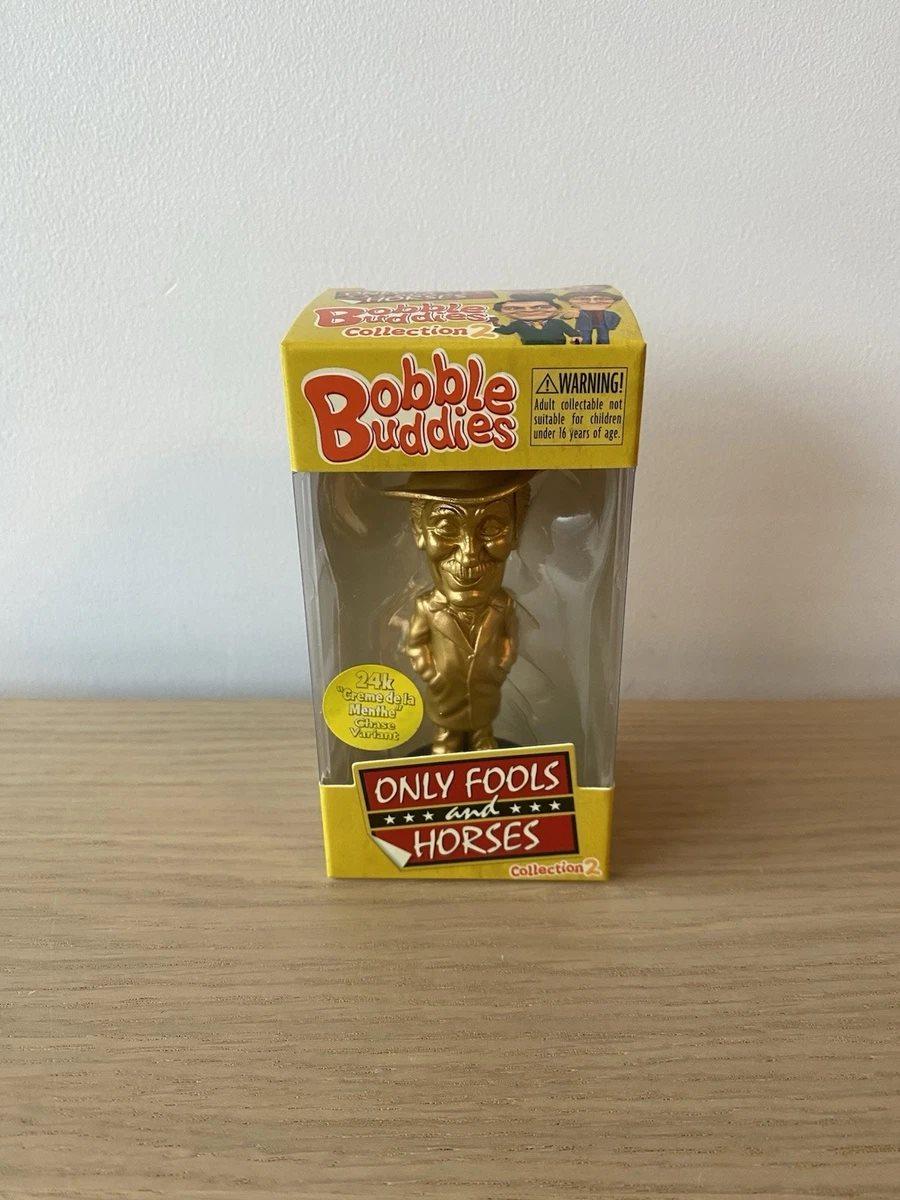 HORSES
Bobble
Buddies
Collection 2
Bobble
Buddies
WARNING!
Adult collectable not
suitable for children
under 16 years of age.
24k
"Creme de la
Menthe"
Chase
Variant
ONLY FOOLS
and
HORSES
Collection 2